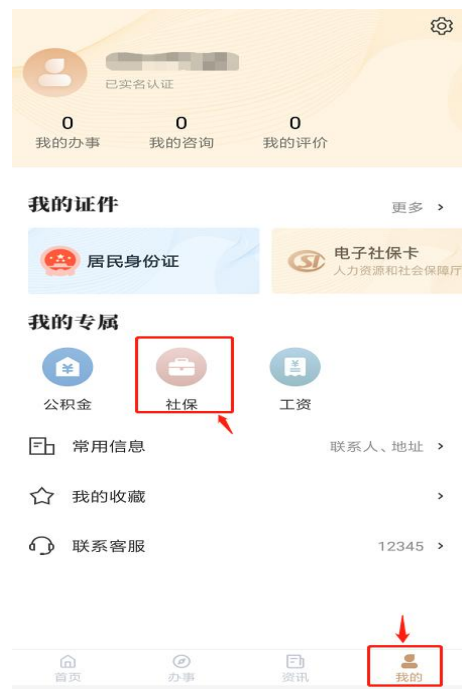 已实名认证
0 0 0
我的办事 我的咨询 我的评价
我的证件 更多 >
居民身份证
电子社保卡
人力资源和社会保障厅
我的专属
¥ ¥
公积金 社保 工资
常用信息 联系人、地址 >
我的收藏 >
联系客服 12345 >
首页 办事 资讯 我的